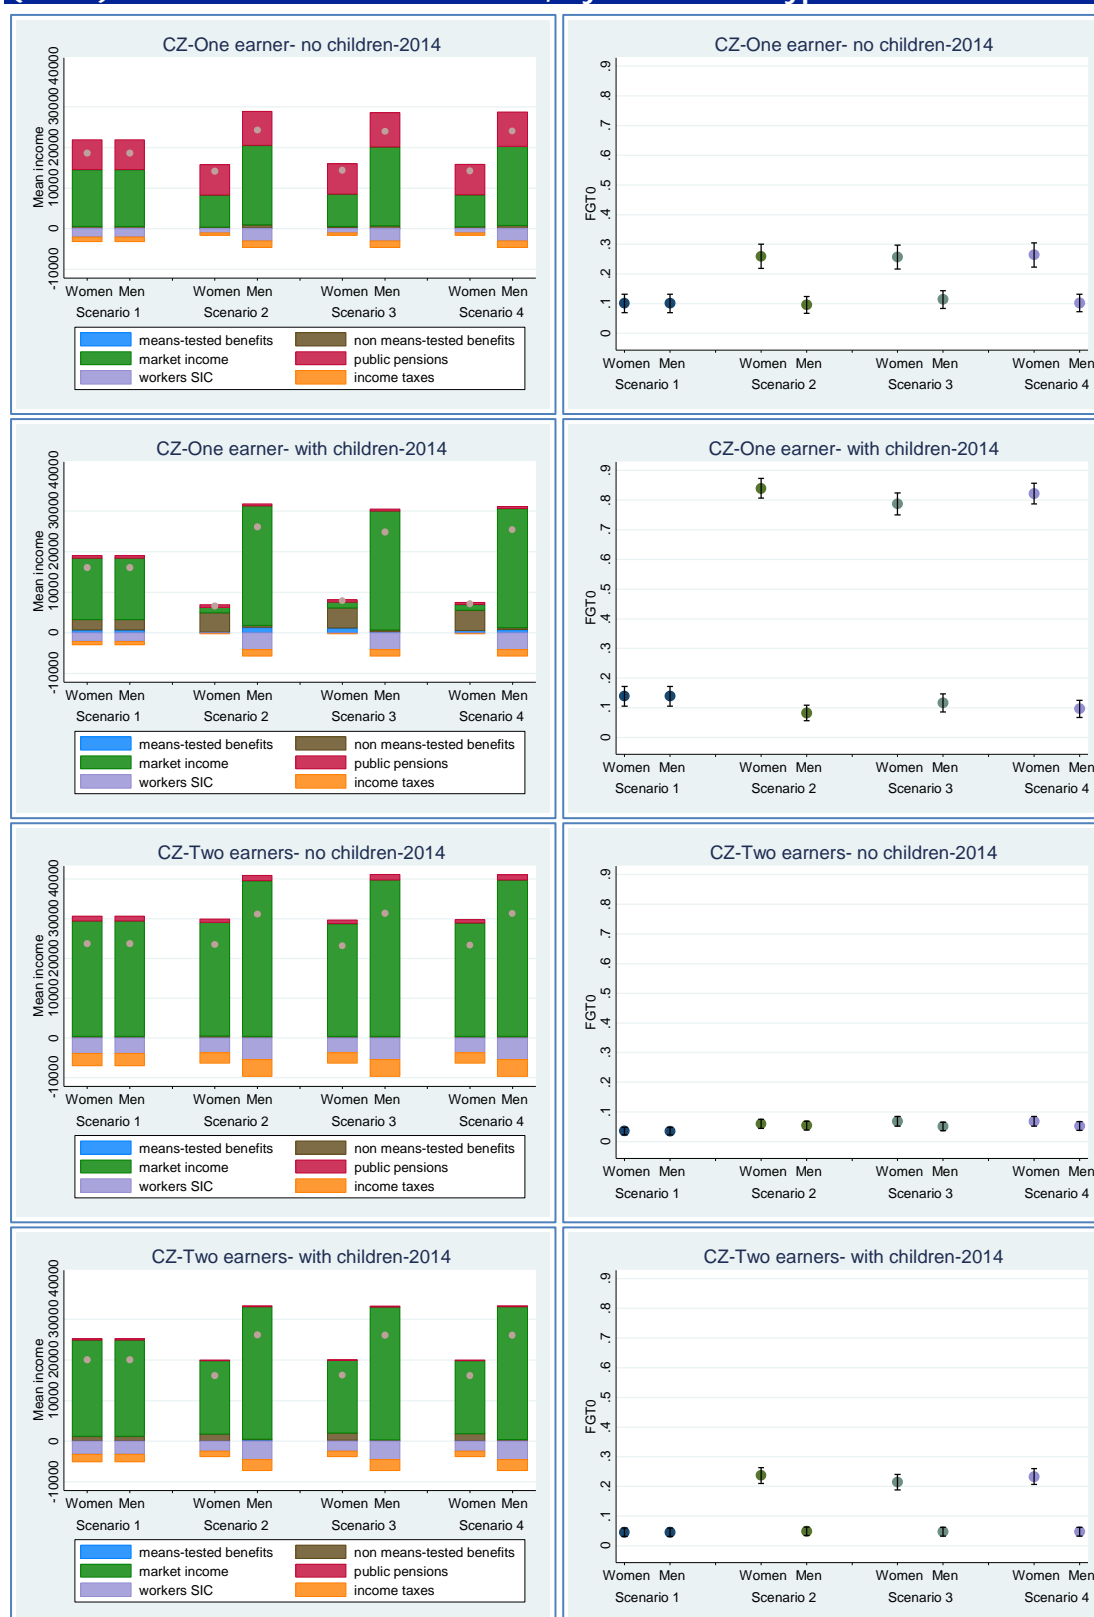 CZ-One earner- no children-2014
Mean income
-10000 0 10000 20000 30000 40000
Women Men Women Men Women Men Women Men
Scenario 1 Scenario 2 Scenario 3 Scenario 4
means-tested benefits non means-tested benefits
market income public pensions
workers SIC income taxes
CZ-One earner- no children-2014
FGT0
0 .1 .2 .3 .4 .5 .6 .7 .8 .9
Women Men Women Men Women Men Women Men
Scenario 1 Scenario 2 Scenario 3 Scenario 4
CZ-One earner- with children-2014
Mean income
-10000 0 10000 20000 30000 40000
Women Men Women Men Women Men Women Men
Scenario 1 Scenario 2 Scenario 3 Scenario 4
means-tested benefits non means-tested benefits
market income public pensions
workers SIC income taxes
CZ-One earner- with children-2014
FGT0
0 .1 .2 .3 .4 .5 .6 .7 .8 .9
Women Men Women Men Women Men Women Men
Scenario 1 Scenario 2 Scenario 3 Scenario 4
CZ-Two earners- no children-2014
Mean income
-10000 0 10000 20000 30000 40000
Women Men Women Men Women Men Women Men
Scenario 1 Scenario 2 Scenario 3 Scenario 4
means-tested benefits non means-tested benefits
market income public pensions
workers SIC income taxes
CZ-Two earners- no children-2014
FGT0
0 .1 .2 .3 .4 .5 .6 .7 .8 .9
Women Men Women Men Women Men Women Men
Scenario 1 Scenario 2 Scenario 3 Scenario 4
CZ-Two earners- with children-2014
Mean income
-10000 0 10000 20000 30000 40000
Women Men Women Men Women Men Women Men
Scenario 1 Scenario 2 Scenario 3 Scenario 4
means-tested benefits non means-tested benefits
market income public pensions
workers SIC income taxes
CZ-Two earners- with children-2014
FGT0
0 .1 .2 .3 .4 .5 .6 .7 .8 .9
Women Men Women Men Women Men Women Men
Scenario 1 Scenario 2 Scenario 3 Scenario 4